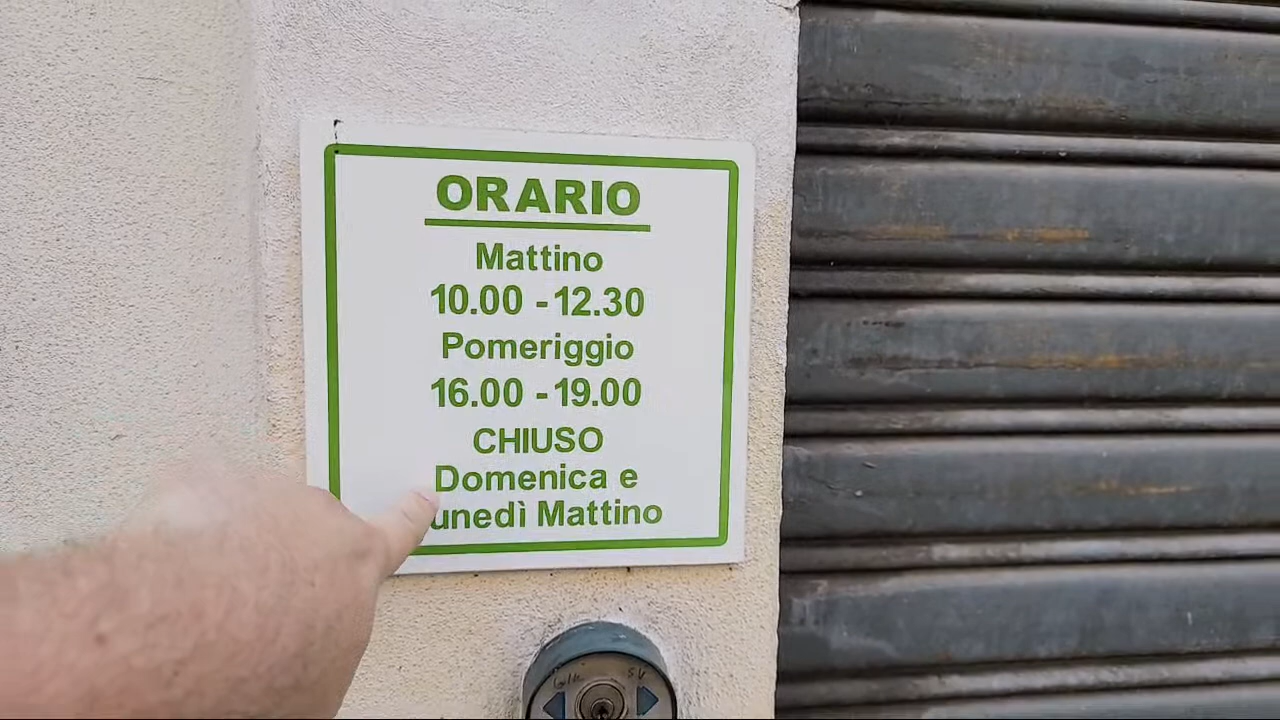 ORARIO
Mattino
10.00 - 12.30
Pomeriggio
16.00 - 19.00
CHIUSO
Domenica e
unedì Mattino